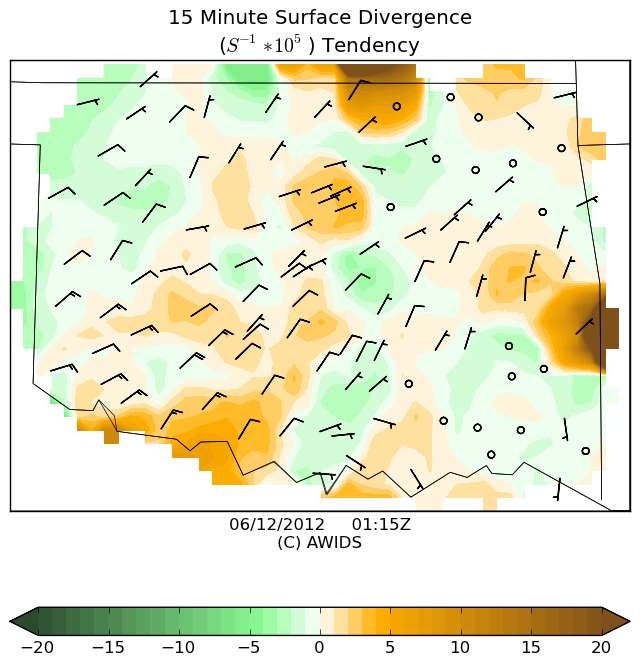 15 Minute Surface Divergence
(S⁻¹ *10⁵ ) Tendency
06/12/2012 01:15Z
(C) AWIDS
−20 −15 −10 −5 0 5 10 15 20